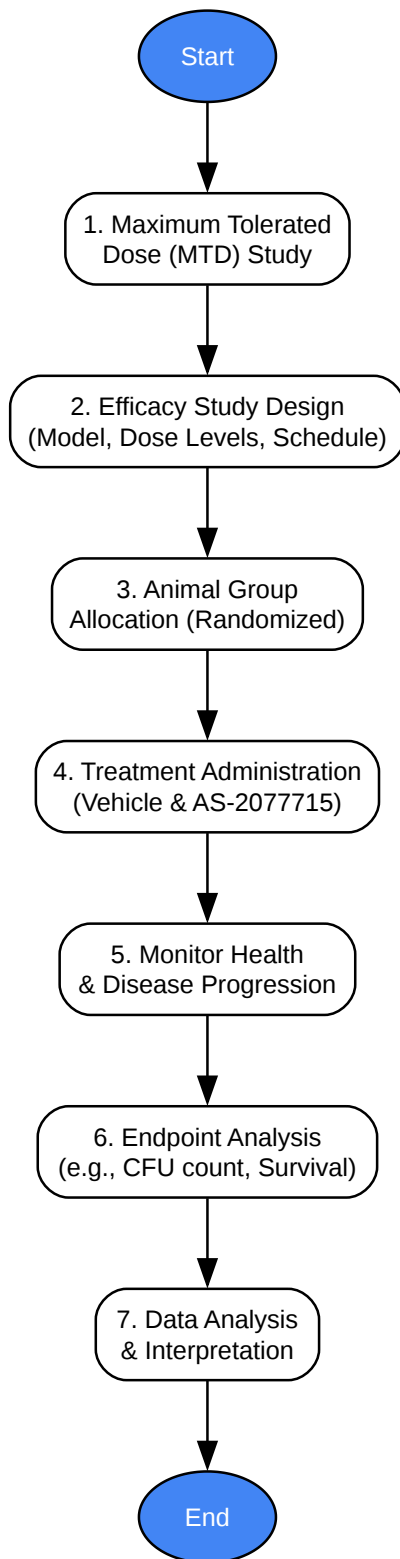 Start
1. Maximum Tolerated
Dose (MTD) Study
2. Efficacy Study Design
(Model, Dose Levels, Schedule)
3. Animal Group
Allocation (Randomized)
4. Treatment Administration
(Vehicle & AS-2077715)
5. Monitor Health
& Disease Progression
6. Endpoint Analysis
(e.g., CFU count, Survival)
7. Data Analysis
& Interpretation
End